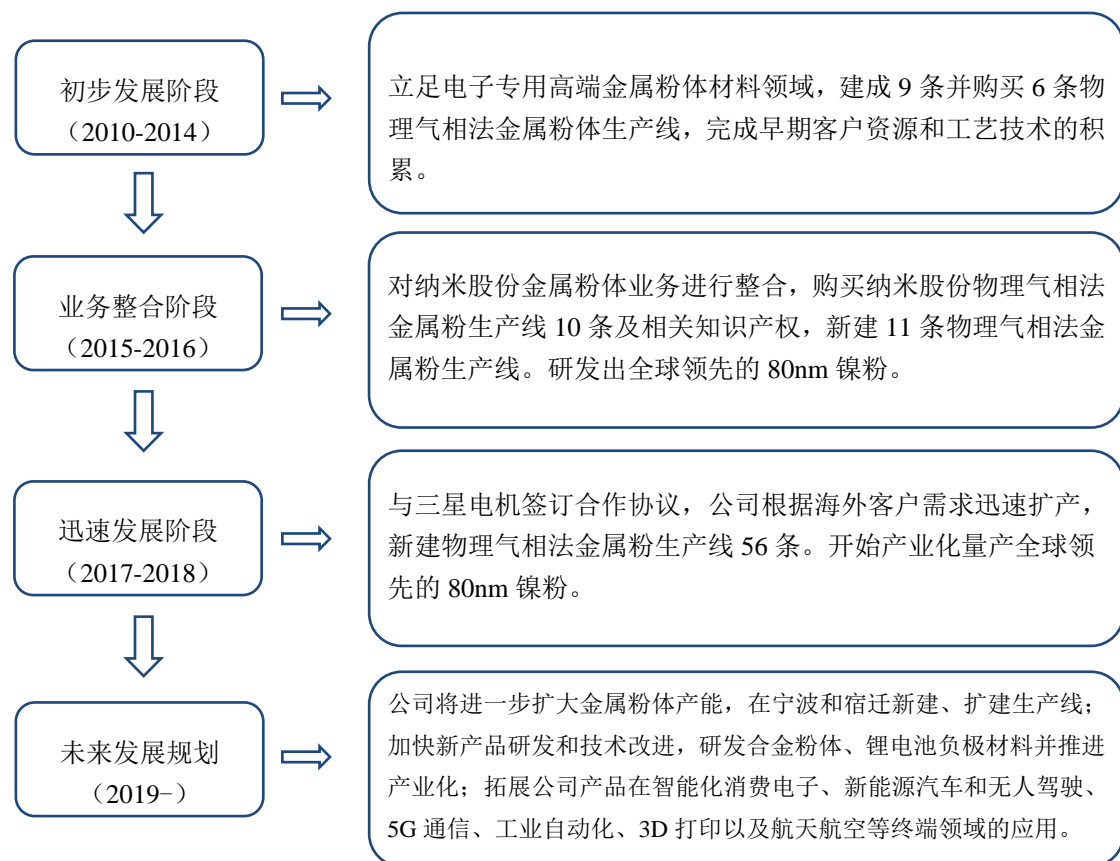 初步发展阶段
（2010-2014）
立足电子专用高端金属粉体材料领域，建成 9 条并购买 6 条物
理气相法金属粉体生产线，完成早期客户资源和工艺技术的积
累。
业务整合阶段
（2015-2016）
对纳米股份金属粉体业务进行整合，购买纳米股份物理气相法
金属粉生产线 10 条及相关知识产权，新建 11 条物理气相法金
属粉生产线。研发出全球领先的 80nm 镍粉。
迅速发展阶段
（2017-2018）
与三星电机签订合作协议，公司根据海外客户需求迅速扩产，
新建物理气相法金属粉生产线 56 条。开始产业化量产全球领
先的 80nm 镍粉。
未来发展规划
（2019-）
公司将进一步扩大金属粉体产能，在宁波和宿迁新建、扩建生产线；
加快新产品研发和技术改进，研发合金粉体、锂电池负极材料并推进
产业化；拓展公司产品在智能化消费电子、新能源汽车和无人驾驶、
5G 通信、工业自动化、3D 打印以及航天航空等终端领域的应用。